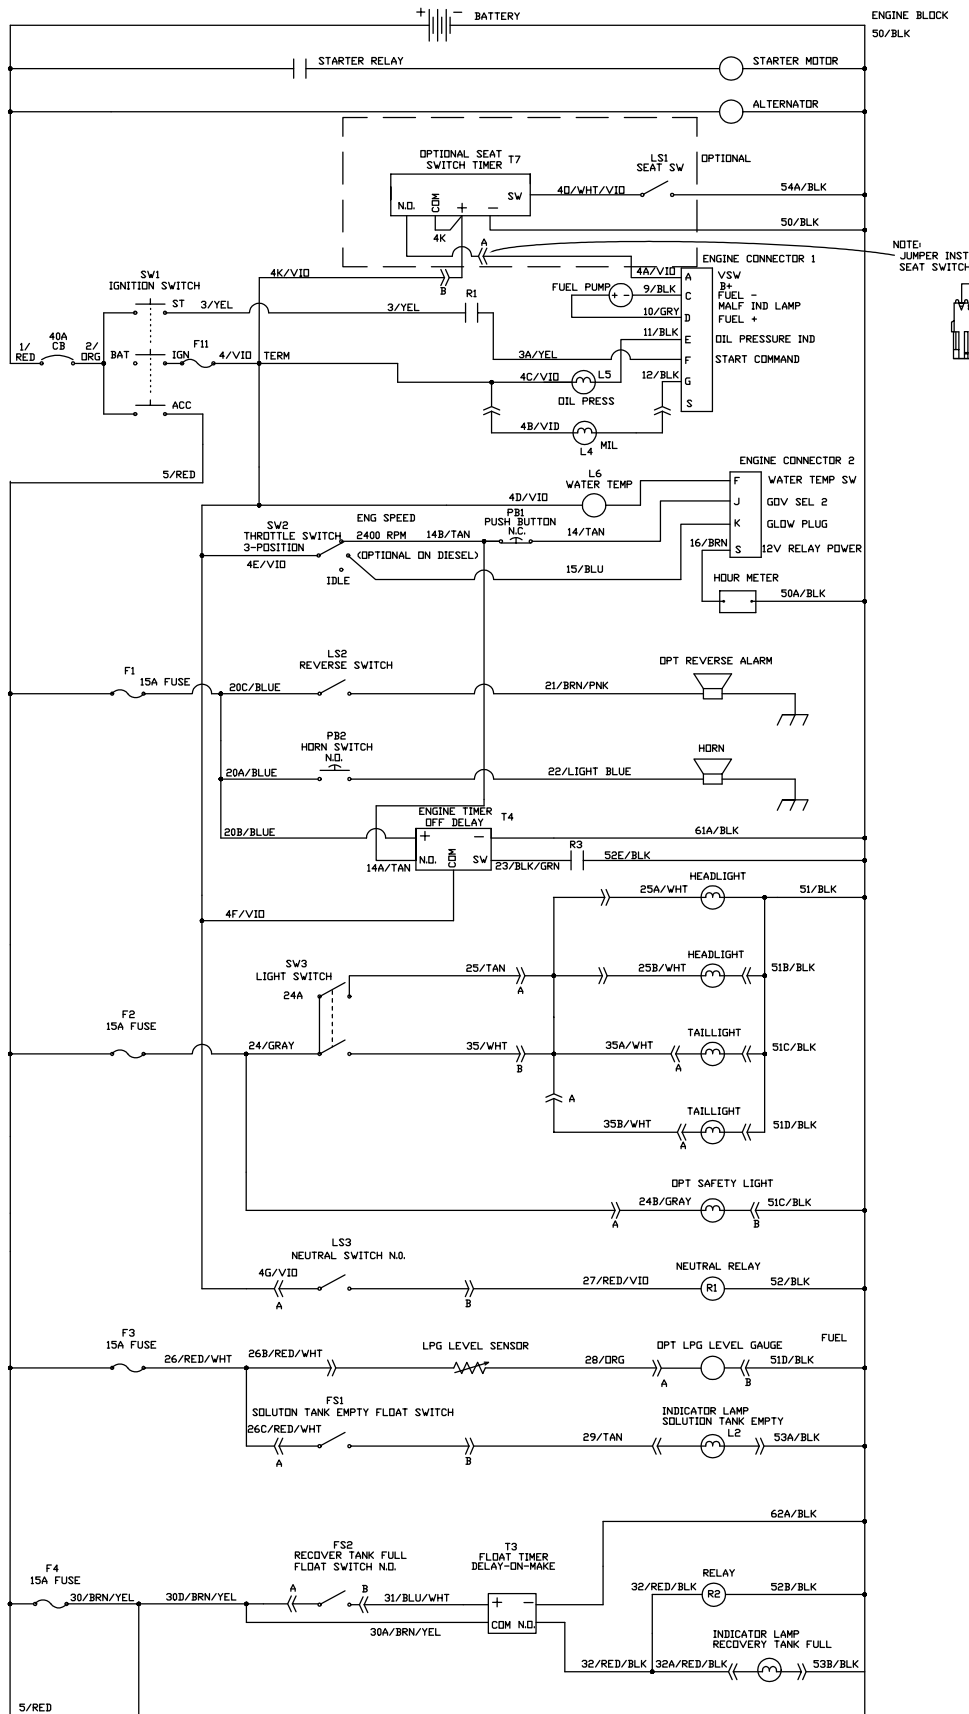 + - BATTERY
ENGINE BLOCK
50/BLK
STARTER RELAY
STARTER MOTOR
ALTERNATOR
OPTIONAL SEAT
SWITCH TIMER
T7
LS1
SEAT SW
OPTIONAL
N.O.
COM
+
-
SW
40/WHT/VIO
54A/BLK
50/BLK
4K
A
NOTE:
JUMPER INST
SEAT SWITCH
ENGINE CONNECTOR 1
4K/VIO
B
4A/VIO
A
VSW
B+
SW1
IGNITION SWITCH
ST
3/YEL
3/YEL
R1
FUEL PUMP
+ -
9/BLK
C
FUEL -
MALF IND LAMP
10/GRY
D
FUEL +
11/BLK
E
OIL PRESSURE IND
1/
RED
40A
CB
2/
ORG
BAT
IGN
F11
4/VIO
TERM
3A/YEL
F
START COMMAND
4C/VIO
L5
12/BLK
G
OIL PRESS
ACC
S
4B/VIO
L4
MIL
5/RED
ENGINE CONNECTOR 2
L6
WATER TEMP
F
WATER TEMP SW
4D/VIO
J
GOV SEL 2
SW2
THROTTLE SWITCH
3-POSITION
ENG SPEED
2400 RPM
14B/TAN
PB1
PUSH BUTTON
N.C.
14/TAN
K
GLOW PLUG
16/BRN
S
12V RELAY POWER
4E/VIO
(OPTIONAL ON DIESEL)
IDLE
15/BLU
HOUR METER
50A/BLK
F1
15A FUSE
LS2
REVERSE SWITCH
20C/BLUE
21/BRN/PNK
OPT REVERSE ALARM
PB2
HORN SWITCH
N.O.
20A/BLUE
22/LIGHT BLUE
HORN
ENGINE TIMER
OFF DELAY
T4
20B/BLUE
+
-
61A/BLK
14A/TAN
N.O.
COM
SW
23/BLK/GRN
R3
52E/BLK
HEADLIGHT
25A/WHT
51/BLK
4F/VIO
HEADLIGHT
SW3
LIGHT SWITCH
24A
25/TAN
A
25B/WHT
51B/BLK
F2
15A FUSE
24/GRAY
35/WHT
B
TAILLIGHT
35A/WHT
A
51C/BLK
A
TAILLIGHT
35B/WHT
A
51D/BLK
OPT SAFETY LIGHT
24B/GRAY
51C/BLK
A
B
LS3
NEUTRAL SWITCH N.O.
4G/VIO
A
B
27/RED/VIO
NEUTRAL RELAY
R1
52/BLK
F3
15A FUSE
26/RED/WHT
26B/RED/WHT
LPG LEVEL SENSOR
28/ORG
A
OPT LPG LEVEL GAUGE
FUEL
B
51D/BLK
FS1
SOLUTON TANK EMPTY FLOAT SWITCH
26C/RED/WHT
A
B
29/TAN
INDICATOR LAMP
SOLUTION TANK EMPTY
L2
53A/BLK
62A/BLK
F4
15A FUSE
30/BRN/YEL
30D/BRN/YEL
FS2
RECOVER TANK FULL
FLOAT SWITCH N.O.
A
B
31/BLU/WHT
T3
FLOAT TIMER
DELAY-ON-MAKE
+
-
COM N.O.
30A/BRN/YEL
RELAY
32/RED/BLK
R2
52B/BLK
INDICATOR LAMP
RECOVERY TANK FULL
32/RED/BLK
32A/RED/BLK
53B/BLK
5/RED